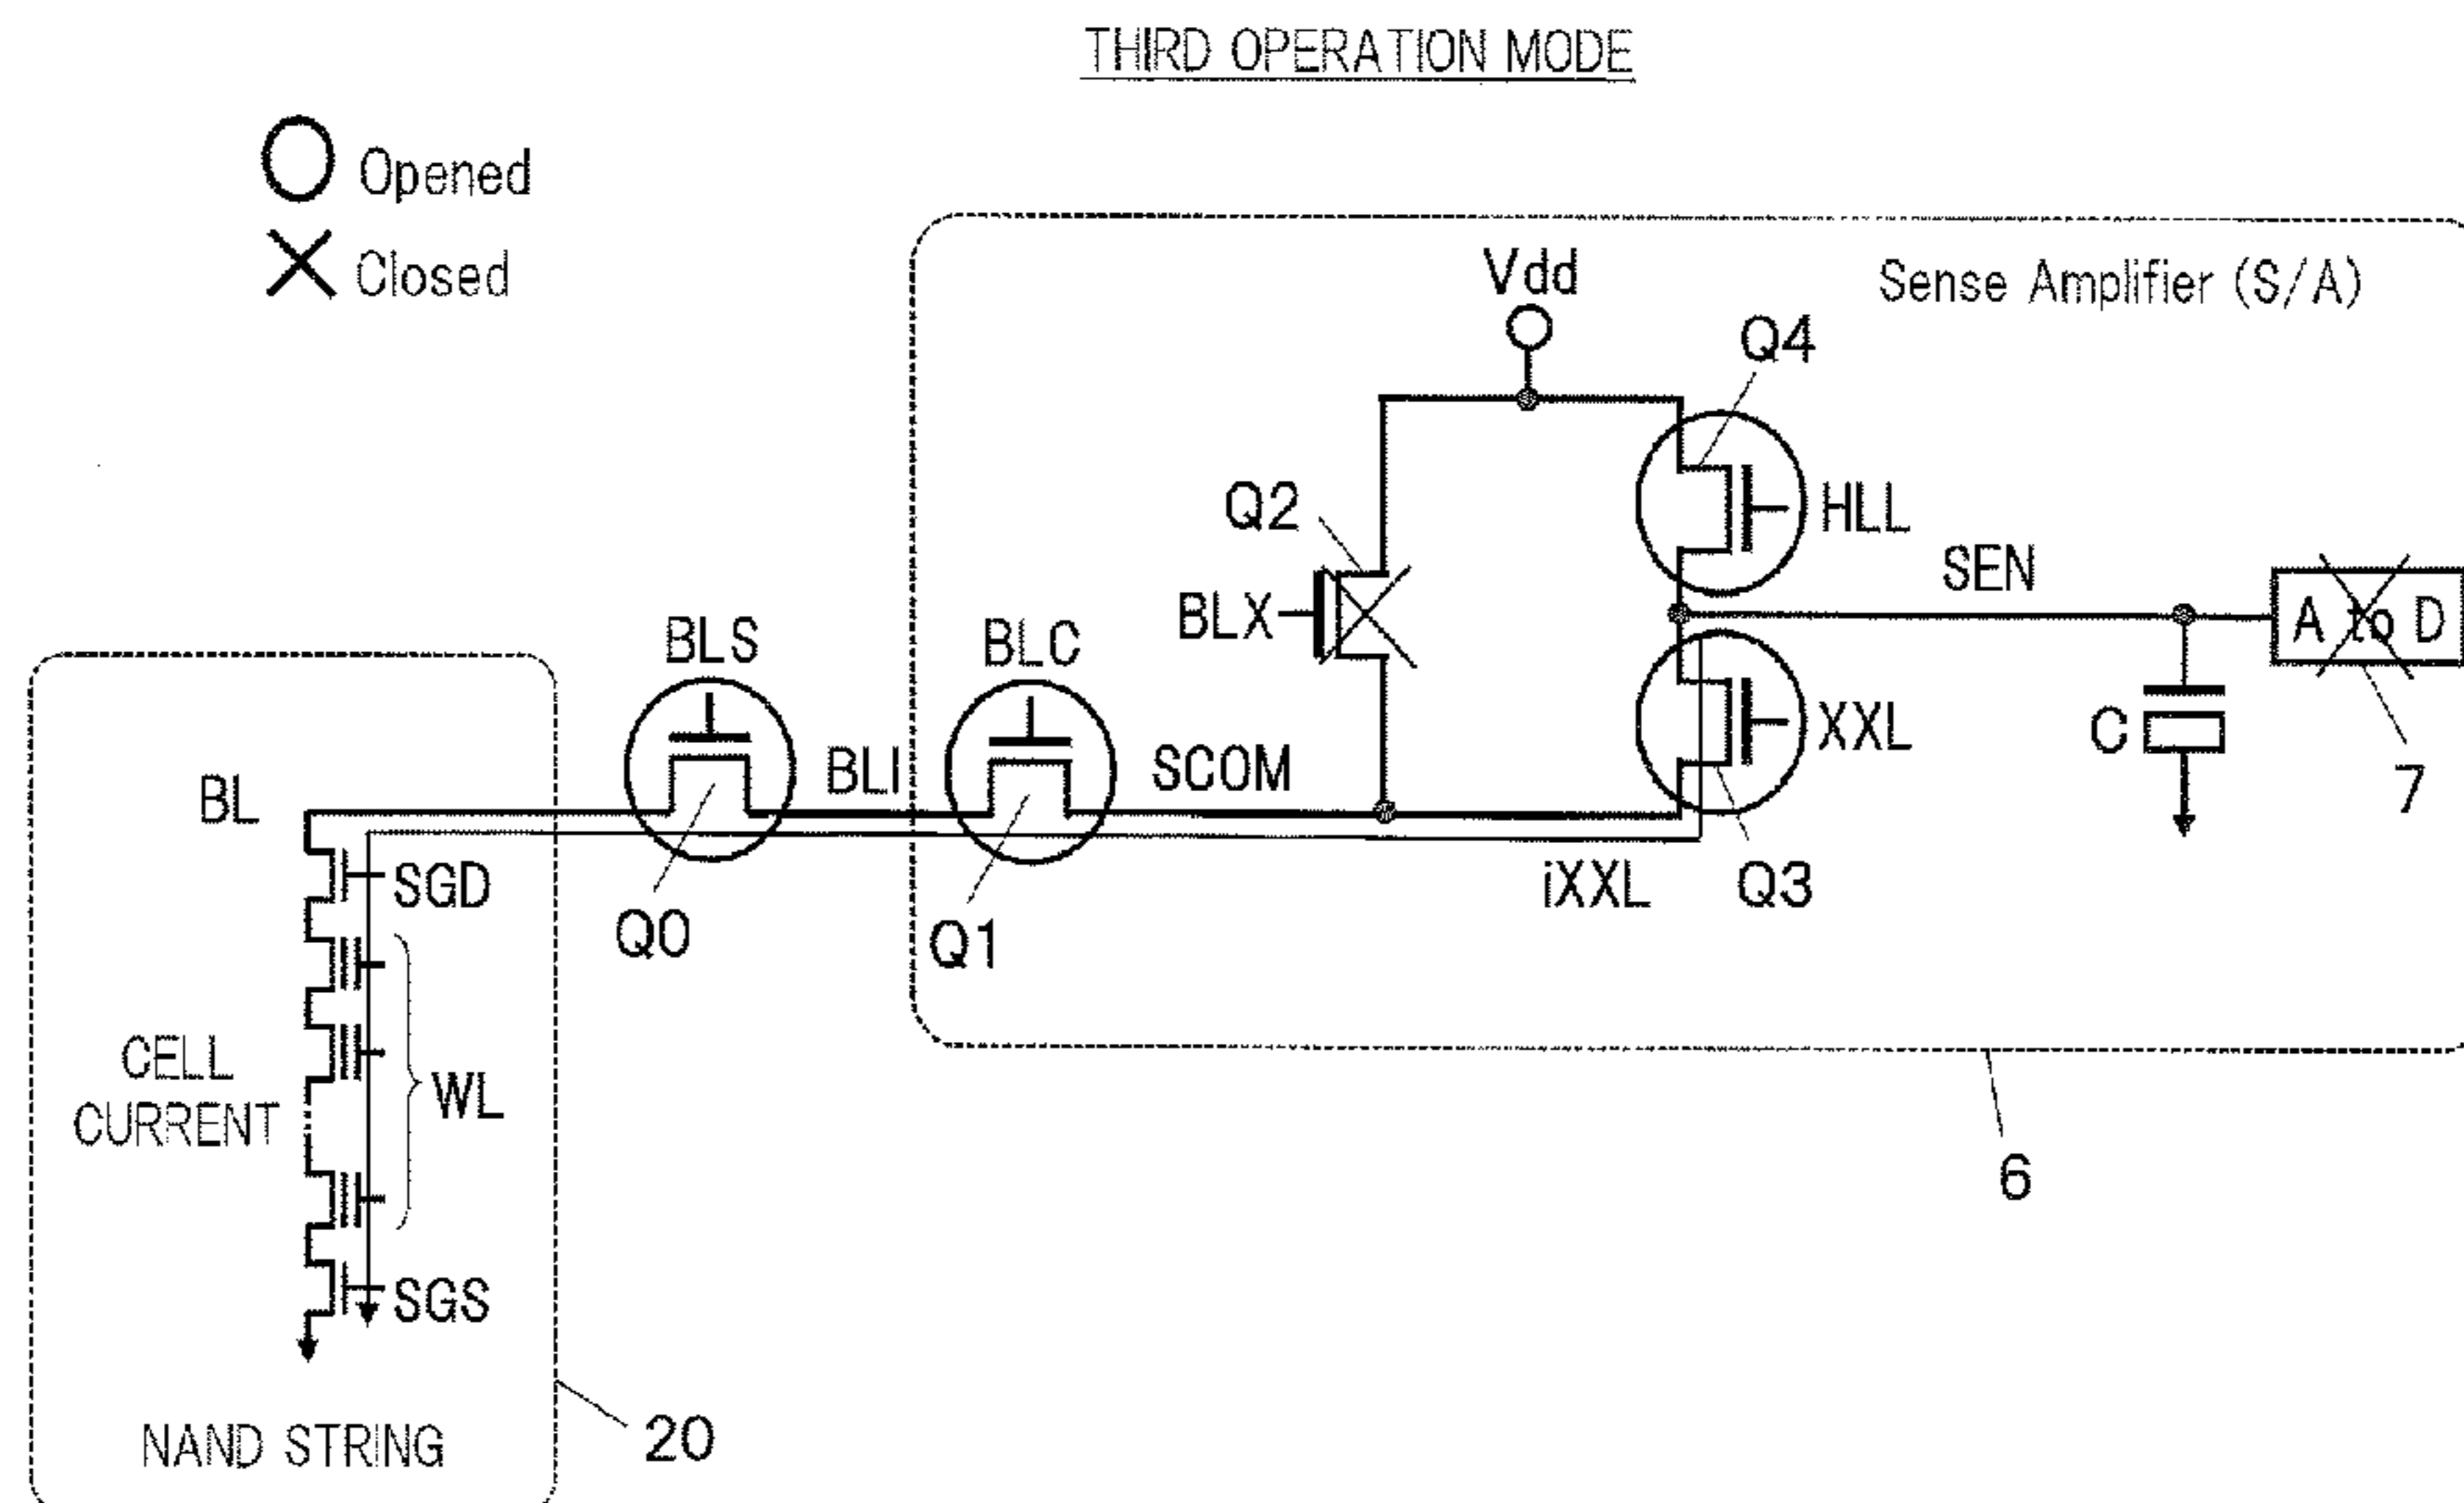 THIRD OPERATION MODE
Opened
Closed
Vdd
Sense Amplifier (S/A)
Q4
Q2
HLL
SEN
BLX
A to D
BLS
BLC
XXL
C
BLI
SCOM
7
BL
iXXL
Q3
SGD
Q0
Q1
CELL
CURRENT
WL
6
SGS
NAND STRING
20